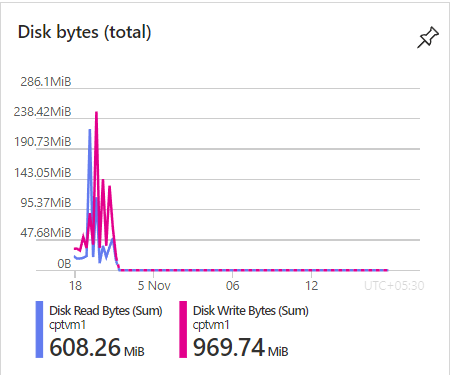 Disk bytes (total)
286.1MiB
238.42MiB
190.73MiB
143.05MiB
95.37MiB
47.68MiB
0B
18 5 Nov 06 12 UTC+05:30
Disk Read Bytes (Sum)
cptvm1
608.26 MiB
Disk Write Bytes (Sum)
cptvm1
969.74 MiB